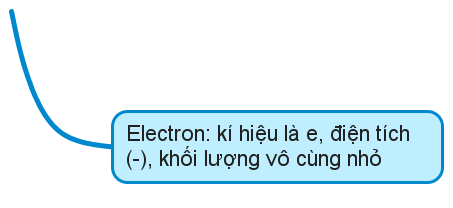 Electron: kí hiệu là e, điện tích
(-), khối lượng vô cùng nhỏ